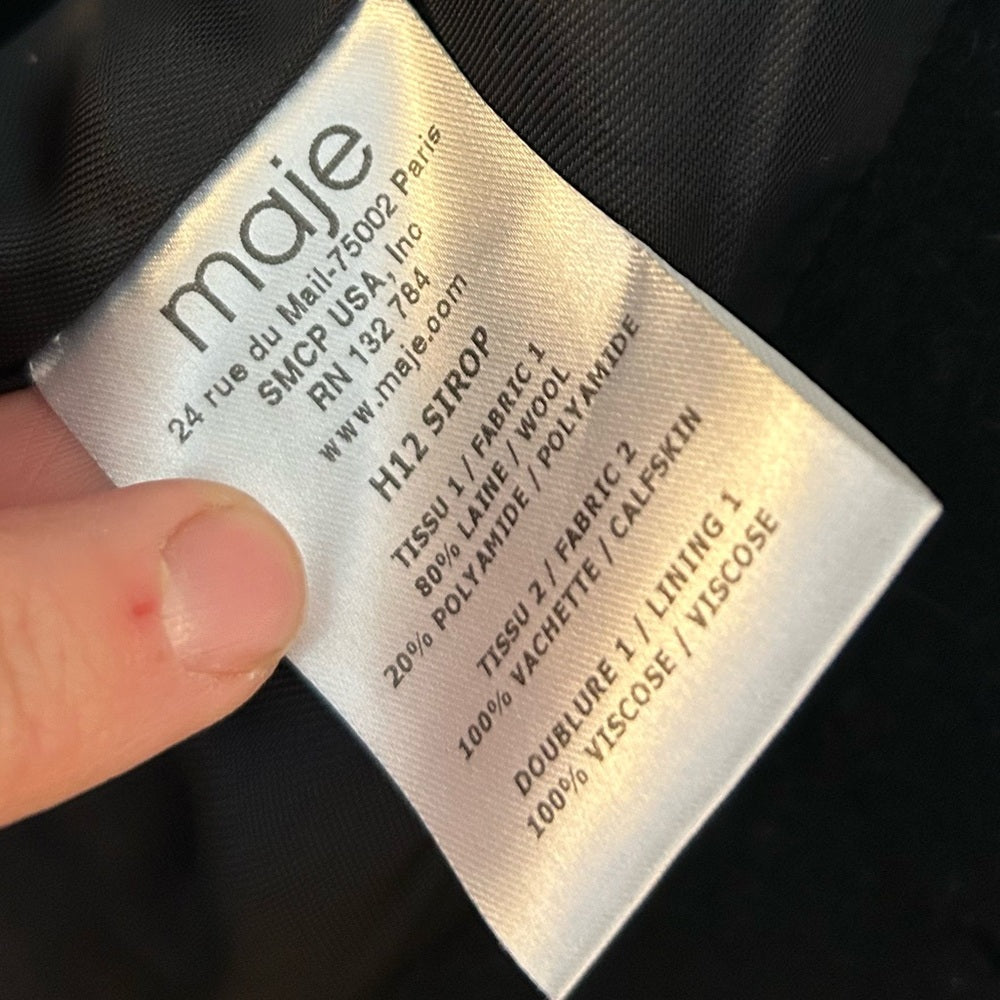 maje
24 rue du Mail-75002 Paris
SMCP USA, Inc
RN 132 784
www.maje.com
H12 SIROP
TISSU 1 / FABRIC 1
80% LAINE / WOOL
20% POLYAMIDE / POLYAMIDE
TISSU 2 / FABRIC 2
100% VACHETTE / CALFSKIN
DOUBLURE 1 / LINING 1
100% VISCOSE / VISCOSE